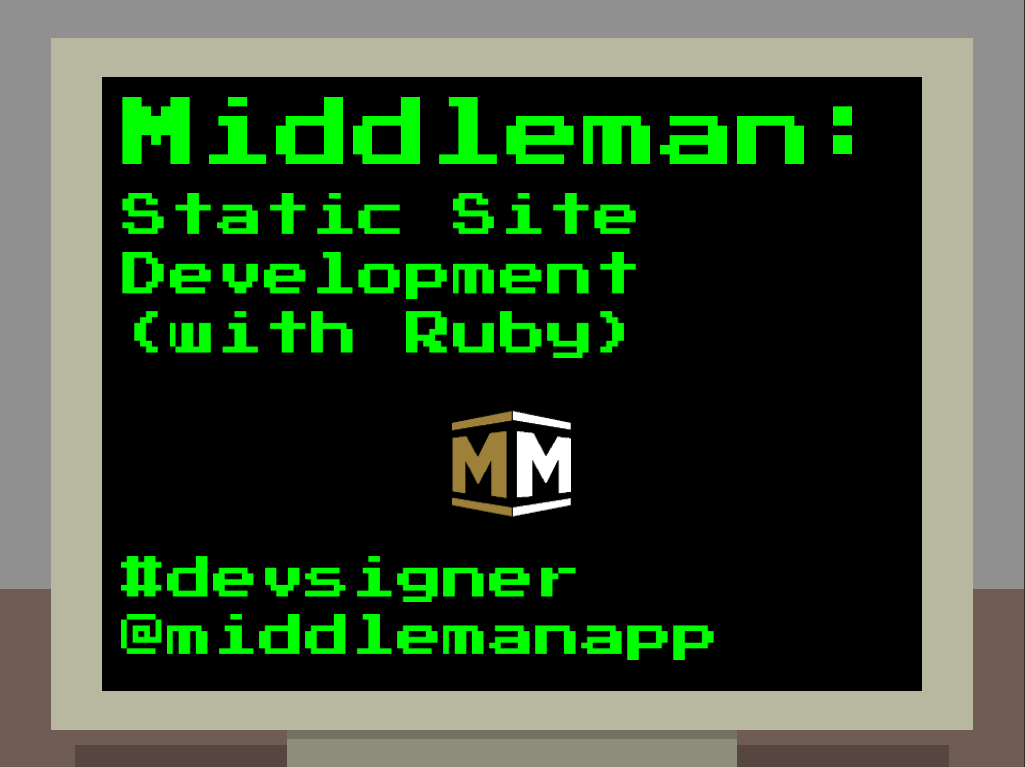 Middleman:
Static Site
Development
(with Ruby)
MM
#devsigner
@middlemanapp